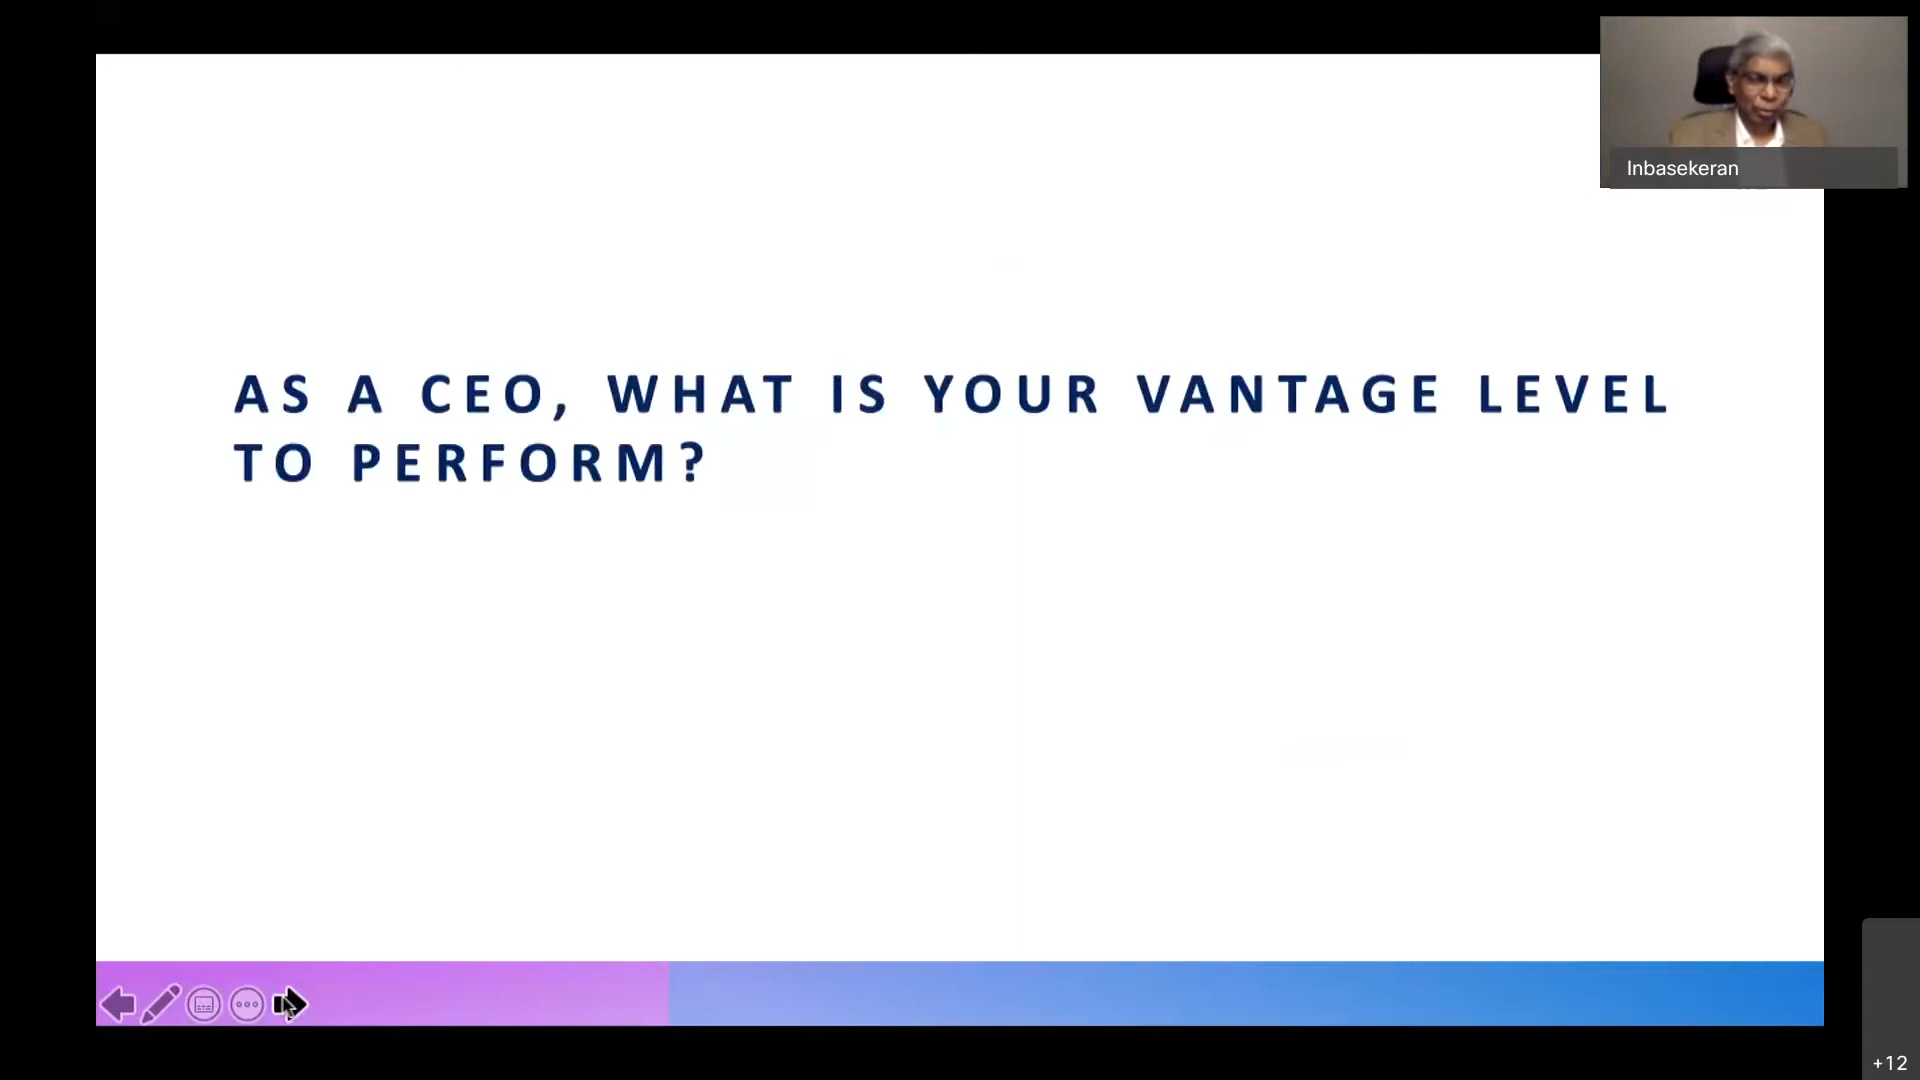 Inbasekeran
AS A CEO, WHAT IS YOUR VANTAGE LEVEL
TO PERFORM?
+12